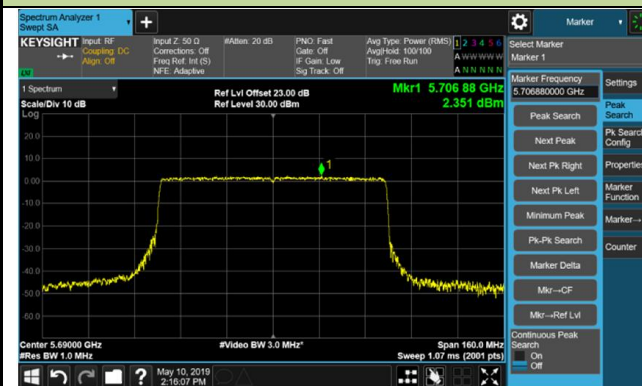 Spectrum Analyzer 1
Swept SA
Marker
KEYSIGHT
Input: RF
Coupling: DC
Align: Off
Input Z: 50 Ω
Corrections: Off
Freq Ref: Int (S)
NFE: Adaptive
#Atten: 20 dB
PNO: Fast
Gate: Off
IF Gain: Low
Sig Track: Off
Avg Type: Power (RMS)
Avg|Hold: 100/100
Trig: Free Run
1 2 3 4 5 6
A W W W W W
A N N N N N
Select Marker
Marker 1
1 Spectrum
Scale/Div 10 dB
Ref Lvl Offset 23.00 dB
Ref Level 30.00 dBm
Mkr1 5.706 88 GHz
2.351 dBm
Log
20.0
10.0
0.00
-10.0
-20.0
-30.0
-40.0
-50.0
-60.0
1
Center 5.69000 GHz
#Res BW 1.0 MHz
#Video BW 3.0 MHz*
Span 160.0 MHz
Sweep 1.07 ms (2001 pts)
Marker Frequency
5.706880000 GHz
Peak Search
Next Peak
Next Pk Right
Next Pk Left
Minimum Peak
Pk-Pk Search
Marker Delta
Mkr→CF
Mkr→Ref Lvl
Continuous Peak
Search
On
Off
Settings
Peak
Search
Pk Search
Config
Properties
Marker
Function
Marker→
Counter
May 10, 2019
2:16:07 PM